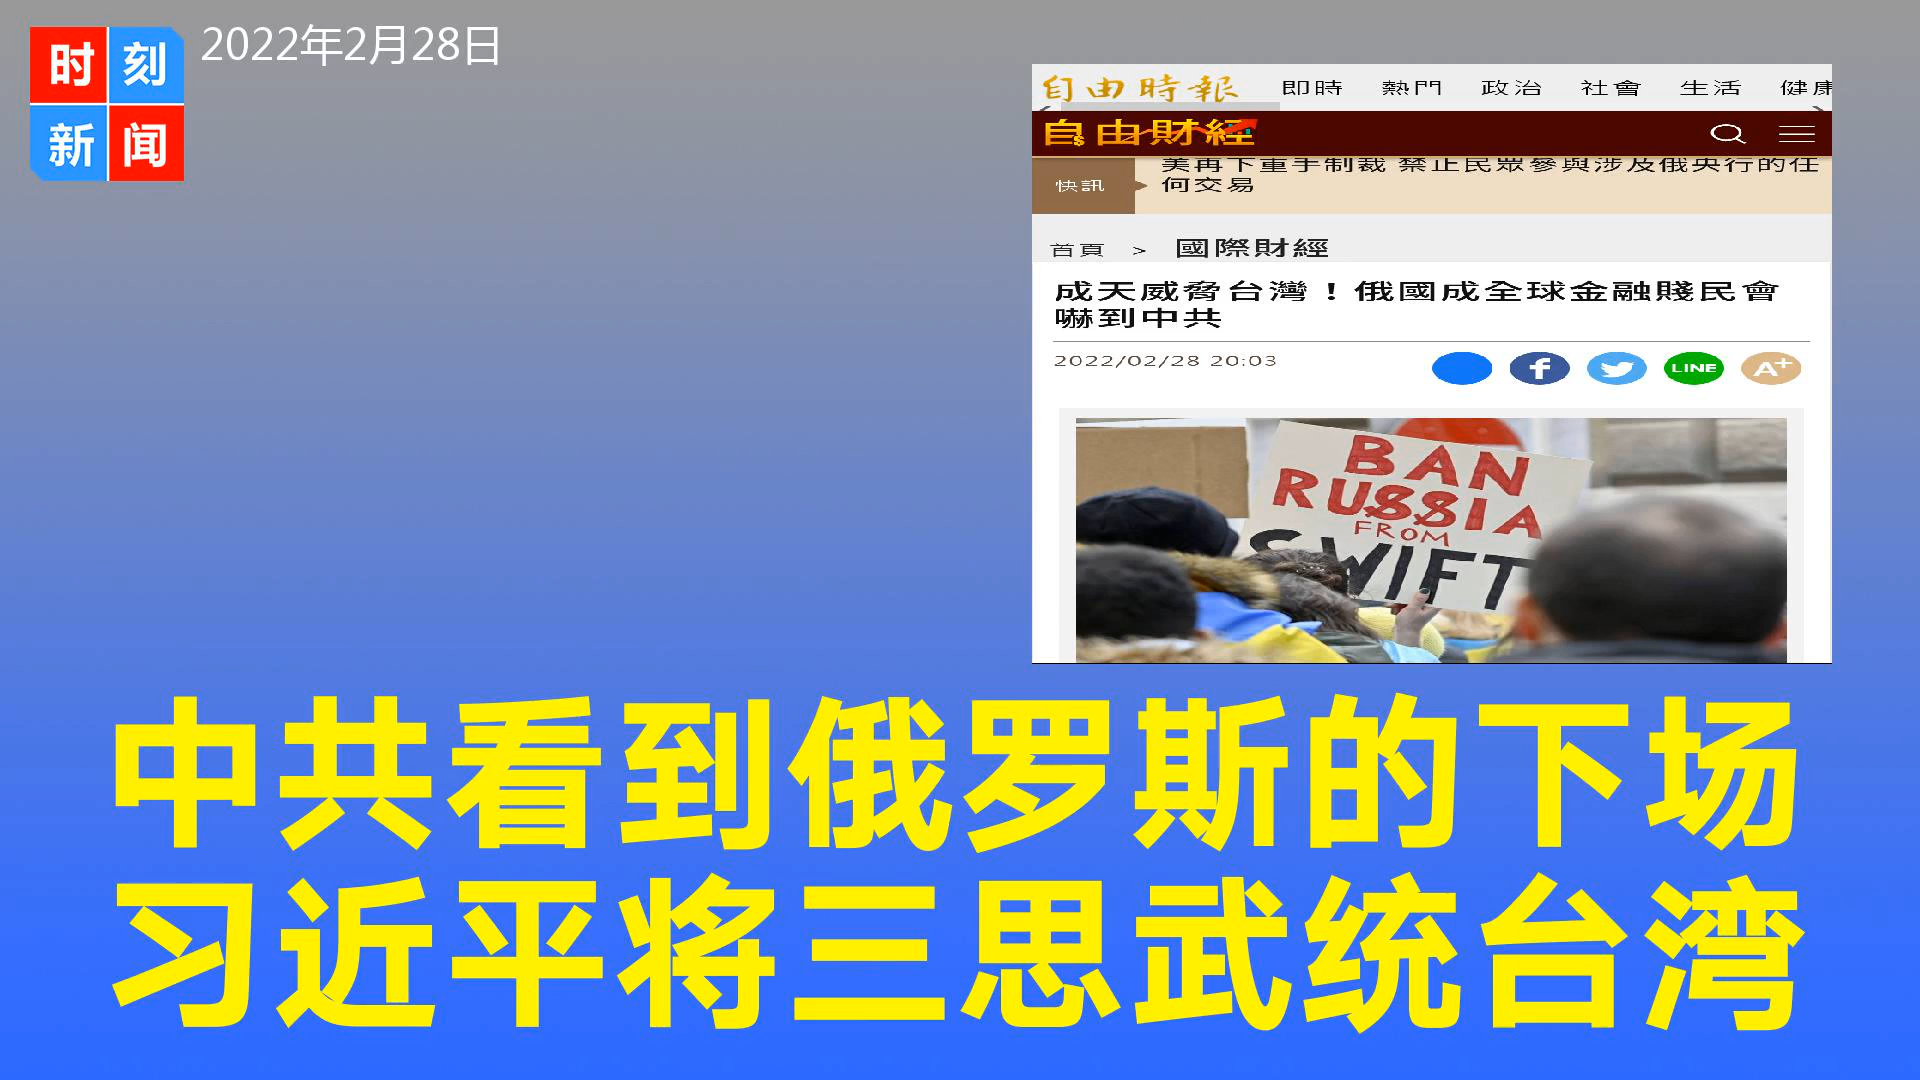 时刻
新闻
2022年2月28日
自由時報 即時 熱門 政治 社會 生活 健康
自由財經
快訊
美再下重手制裁 禁止民眾參與涉及俄央行的任
何交易
首頁 > 國際財經
成天威脅台灣！俄國成全球金融賤民會
嚇到中共
2022/02/28 20:03
f
LINE
A+
BAN
RUSSIA
FROM
SWIFT
中共看到俄罗斯的下场
习近平将三思武统台湾